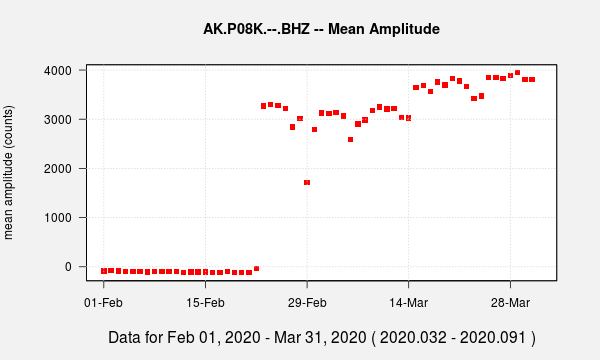 AK.P08K.--.BHZ -- Mean Amplitude
mean amplitude (counts)
4000
3000
2000
1000
0
01-Feb 15-Feb 29-Feb 14-Mar 28-Mar
Data for Feb 01, 2020 - Mar 31, 2020 ( 2020.032 - 2020.091 )